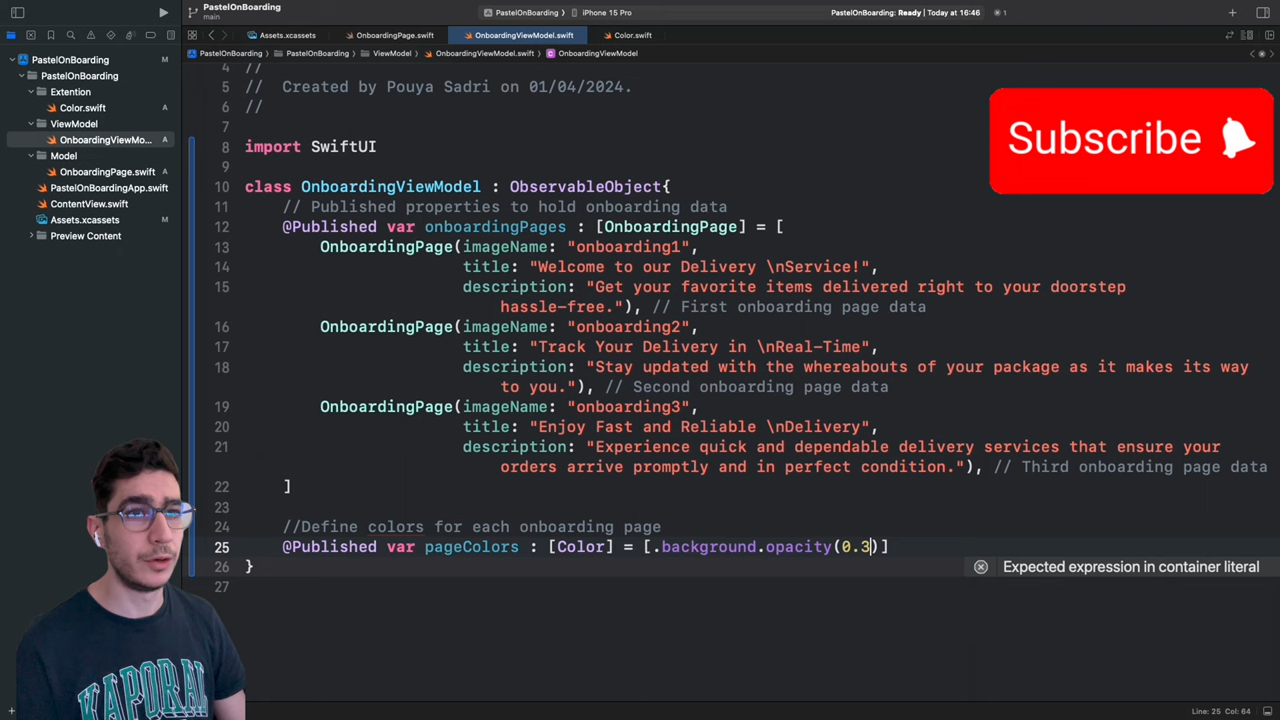 PastelOnBoarding
main
PastelOnBoarding
iPhone 15 Pro
PastelOnBoarding: Ready | Today at 16:46
1
Assets.xcassets
OnboardingPage.swift
OnboardingViewModel.swift
Color.swift
PastelOnBoarding
PastelOnBoarding
ViewModel
OnboardingViewModel.swift
C OnboardingViewModel
PastelOnBoarding M
PastelOnBoarding
Extention
Color.swift A
ViewModel
OnboardingViewMo... A
Model
OnboardingPage.swift A
PastelOnBoardingApp.swift
ContentView.swift
Assets.xcassets M
Preview Content
4 //
5 //  Created by Pouya Sadri on 01/04/2024.
6 //
7
8 import SwiftUI
9
10 class OnboardingViewModel : ObservableObject{
11 // Published properties to hold onboarding data
12 @Published var onboardingPages : [OnboardingPage] = [
13 OnboardingPage(imageName: "onboarding1",
14 title: "Welcome to our Delivery \nService!",
15 description: "Get your favorite items delivered right to your doorstep
hassle-free."), // First onboarding page data
16 OnboardingPage(imageName: "onboarding2",
17 title: "Track Your Delivery in \nReal-Time",
18 description: "Stay updated with the whereabouts of your package as it makes its way
to you."), // Second onboarding page data
19 OnboardingPage(imageName: "onboarding3",
20 title: "Enjoy Fast and Reliable \nDelivery",
21 description: "Experience quick and dependable delivery services that ensure your
orders arrive promptly and in perfect condition."), // Third onboarding page data
22 ]
23
24 //Define colors for each onboarding page
25 @Published var pageColors : [Color] = [.background.opacity(0.3)]
26 }
Expected expression in container literal
27
Subscribe
KAPORAL
Line: 25 Col: 64